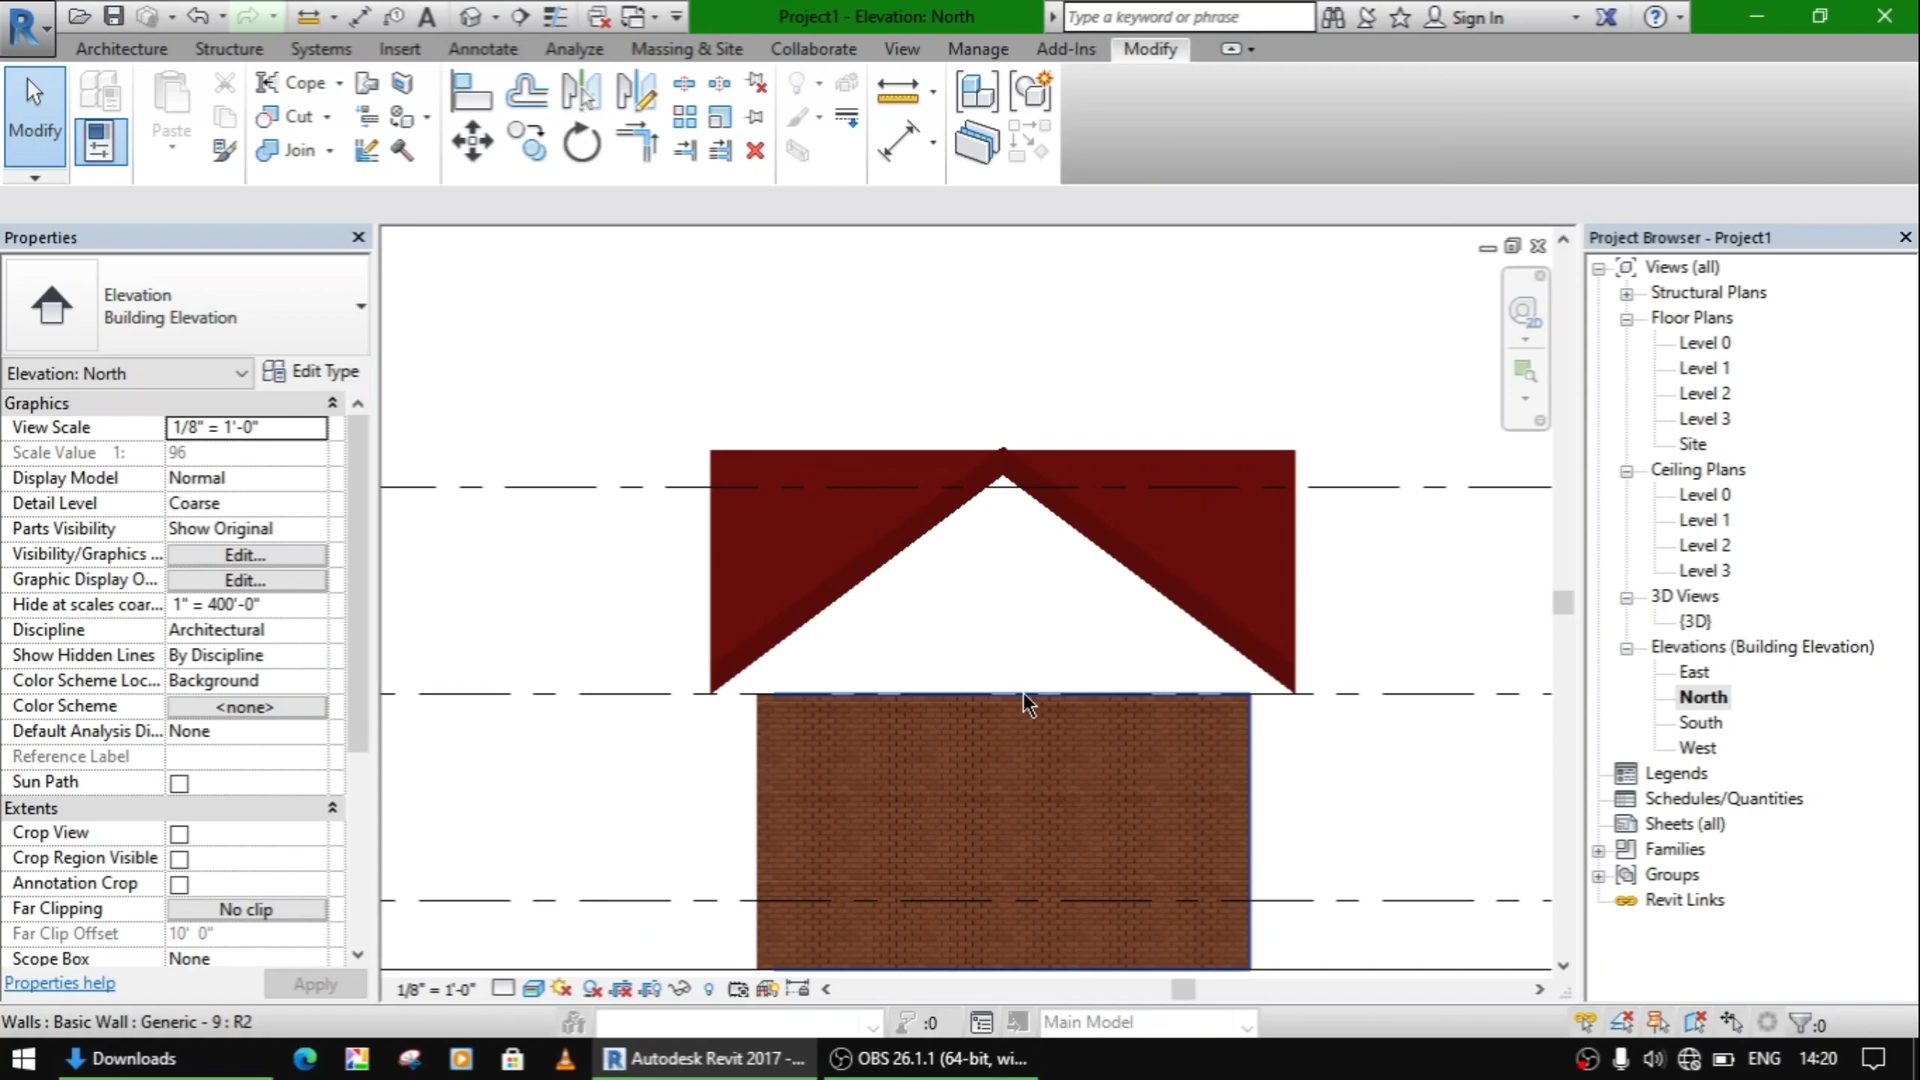 Project1 - Elevation: North
Type a keyword or phrase
Sign In
Architecture
Structure
Systems
Insert
Annotate
Analyze
Massing & Site
Collaborate
View
Manage
Add-Ins
Modify
Modify
Paste
Cope
Cut
Join
Properties
Elevation
Building Elevation
Elevation: North
Edit Type
Graphics
View Scale 1/8" = 1'-0"
Scale Value 1: 96
Display Model Normal
Detail Level Coarse
Parts Visibility Show Original
Visibility/Graphics ... Edit...
Graphic Display O... Edit...
Hide at scales coar... 1" = 400'-0"
Discipline Architectural
Show Hidden Lines By Discipline
Color Scheme Loc... Background
Color Scheme <none>
Default Analysis Di... None
Reference Label
Sun Path
Extents
Crop View
Crop Region Visible
Annotation Crop
Far Clipping No clip
Far Clip Offset 10' 0"
Scope Box None
Properties help
Apply
2D
1/8" = 1'-0"
Project Browser - Project1
Views (all)
Structural Plans
Floor Plans
Level 0
Level 1
Level 2
Level 3
Site
Ceiling Plans
Level 0
Level 1
Level 2
Level 3
3D Views
{3D}
Elevations (Building Elevation)
East
North
South
West
Legends
Schedules/Quantities
Sheets (all)
Families
Groups
Revit Links
Walls : Basic Wall : Generic - 9 : R2
:0
Main Model
:0
Downloads
Autodesk Revit 2017 -...
OBS 26.1.1 (64-bit, wi...
ENG
14:20